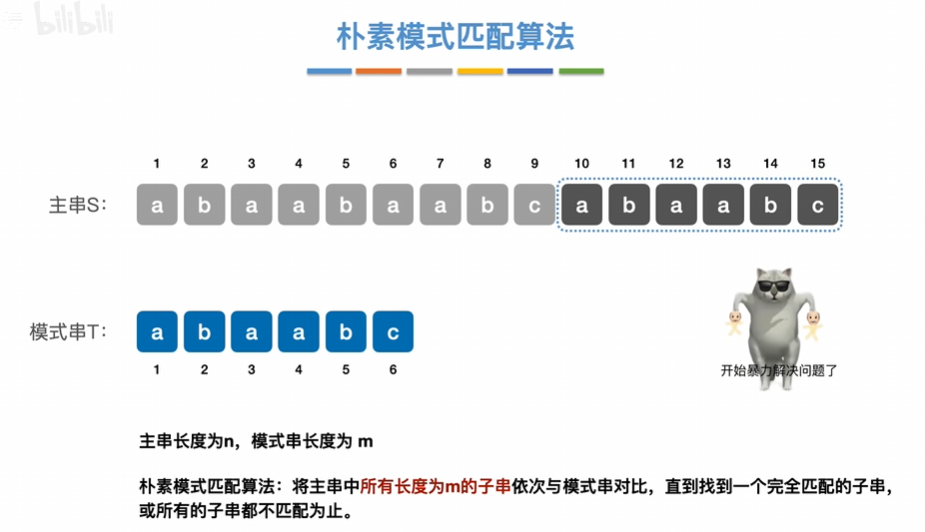 bilibili
朴素模式匹配算法
1 2 3 4 5 6 7 8 9 10 11 12 13 14 15
主串S： a b a a b a a b c a b a a b c
模式串T： a b a a b c
1 2 3 4 5 6
开始暴力解决问题了
主串长度为n，模式串长度为 m
朴素模式匹配算法：将主串中所有长度为m的子串依次与模式串对比，直到找到一个完全匹配的子串，
或所有的子串都不匹配为止。